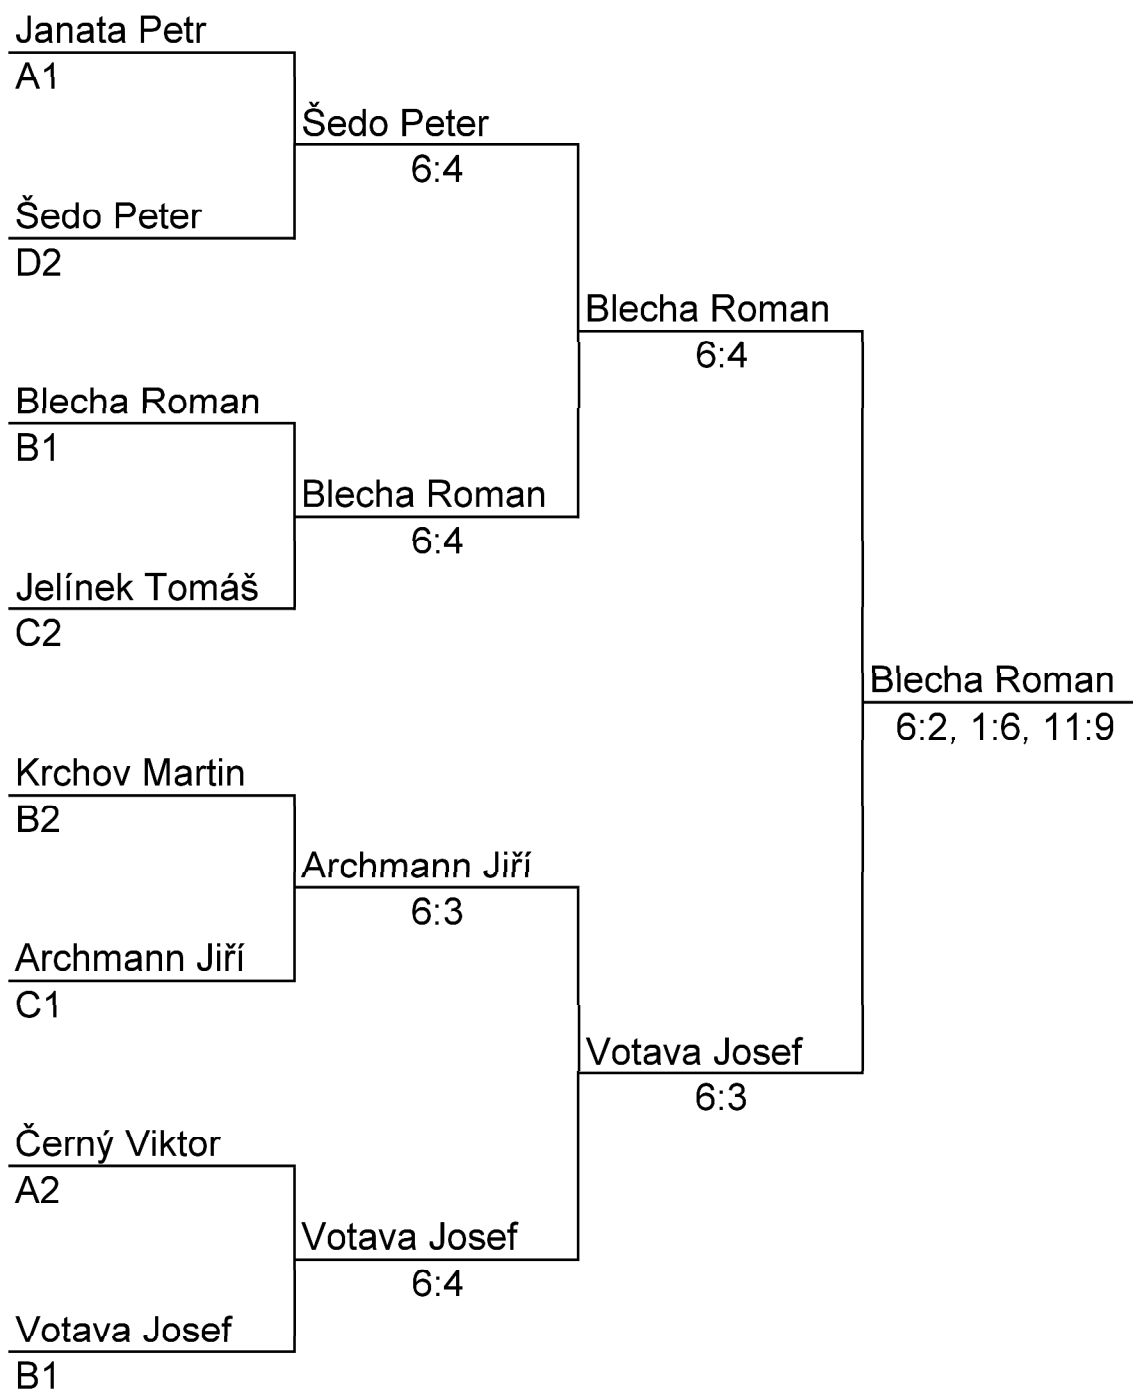 Janata Petr
A1
Šedo Peter
6:4
Šedo Peter
D2
Blecha Roman
6:4
Blecha Roman
B1
Blecha Roman
6:4
Jelínek Tomáš
C2
Blecha Roman
6:2, 1:6, 11:9
Krchov Martin
B2
Archmann Jiří
6:3
Archmann Jiří
C1
Votava Josef
6:3
Černý Viktor
A2
Votava Josef
6:4
Votava Josef
B1